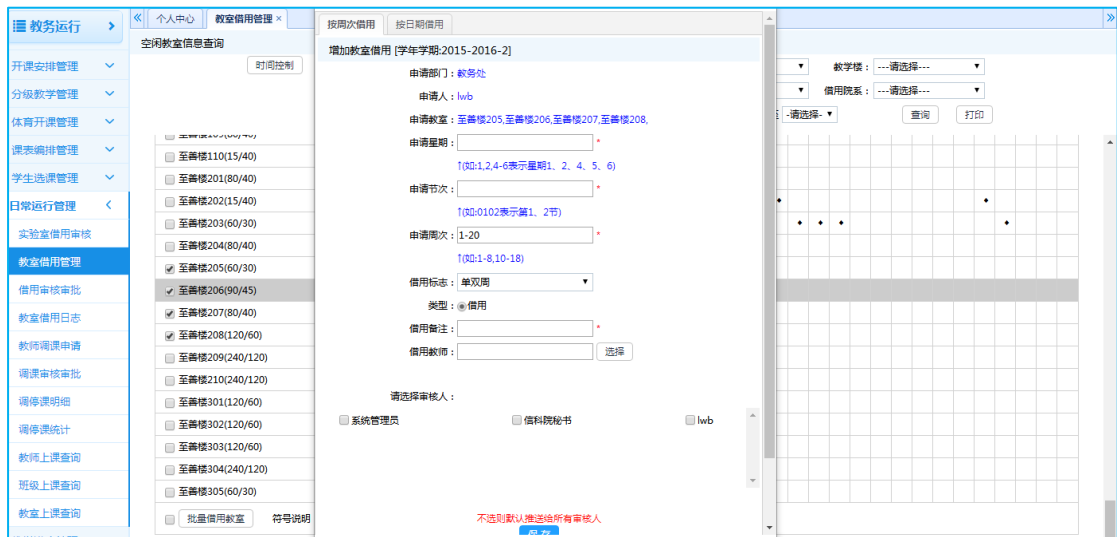 教务运行
个人中心
教室借用管理×
空闲教室信息查询
时间控制
开课安排管理
分级教学管理
体育开课管理
课表编排管理
学生选课管理
日常运行管理
实验室借用审核
教室借用管理
借用审核审批
教室借用日志
教师调课申请
调课审核审批
调停课明细
调停课统计
教师上课查询
班级上课查询
教室上课查询
至善楼110(15/40)
至善楼201(80/40)
至善楼202(15/40)
至善楼203(60/30)
至善楼204(80/40)
至善楼205(60/30)
至善楼206(90/45)
至善楼207(80/40)
至善楼208(120/60)
至善楼209(240/120)
至善楼210(240/120)
至善楼301(120/60)
至善楼302(120/60)
至善楼303(120/60)
至善楼304(240/120)
至善楼305(60/30)
批量借用教室 符号说明
按周次借用 按日期借用
增加教室借用 [学年学期:2015-2016-2]
申请部门：教务处
申请人：lwb
申请教室：至善楼205,至善楼206,至善楼207,至善楼208,
申请星期： *
↑(如:1,2,4-6表示星期1、2、4、5、6)
申请节次： *
↑(如:0102表示第1、2节)
申请周次：1-20 *
↑(如:1-8,10-18)
借用标志：单双周
类型：借用
借用备注： *
借用教师： 选择
请选择审核人：
系统管理员 信科院秘书 lwb
不选则默认推送给所有审核人
保存
教学楼：---请选择---
借用院系：---请选择---
-请选择- 查询 打印